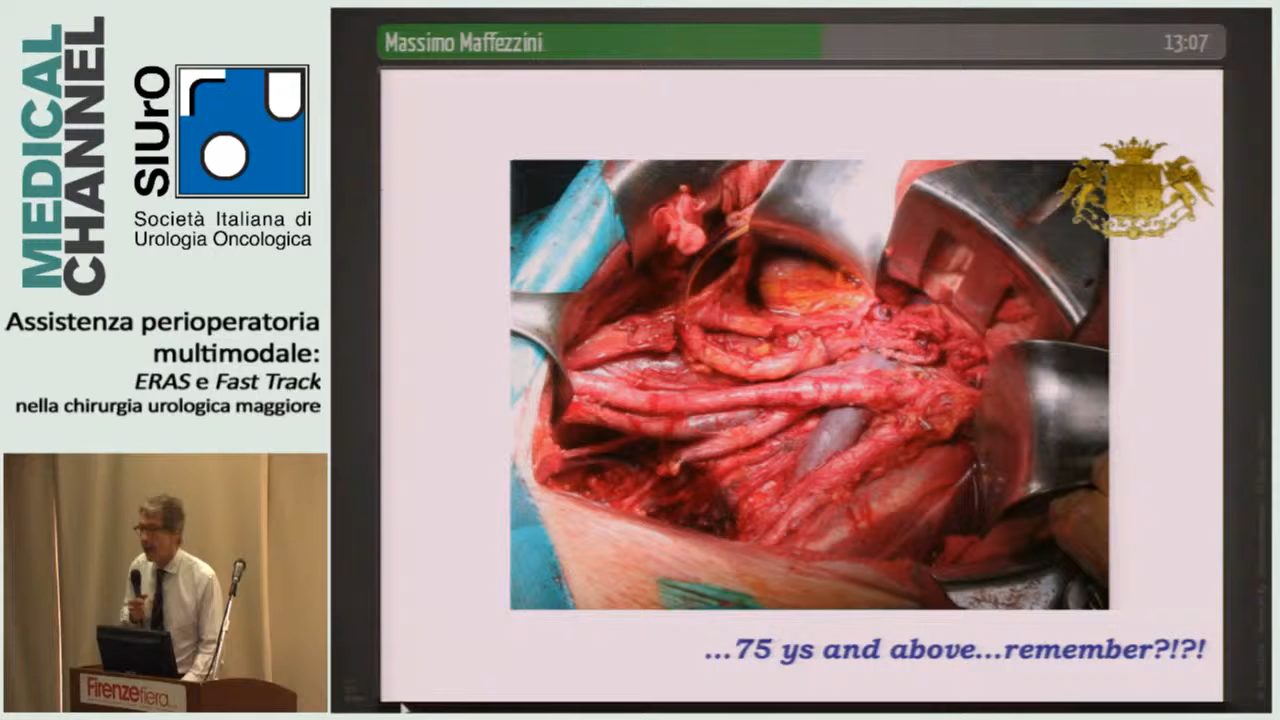 MEDICAL
CHANNEL
SIUrO
Società Italiana di
Urologia Oncologica
Assistenza perioperatoria
multimodale:
ERAS e Fast Track
nella chirurgia urologica maggiore
Firenzefiera
Massimo Maffezzini
13:07
...75 ys and above...remember?!?!